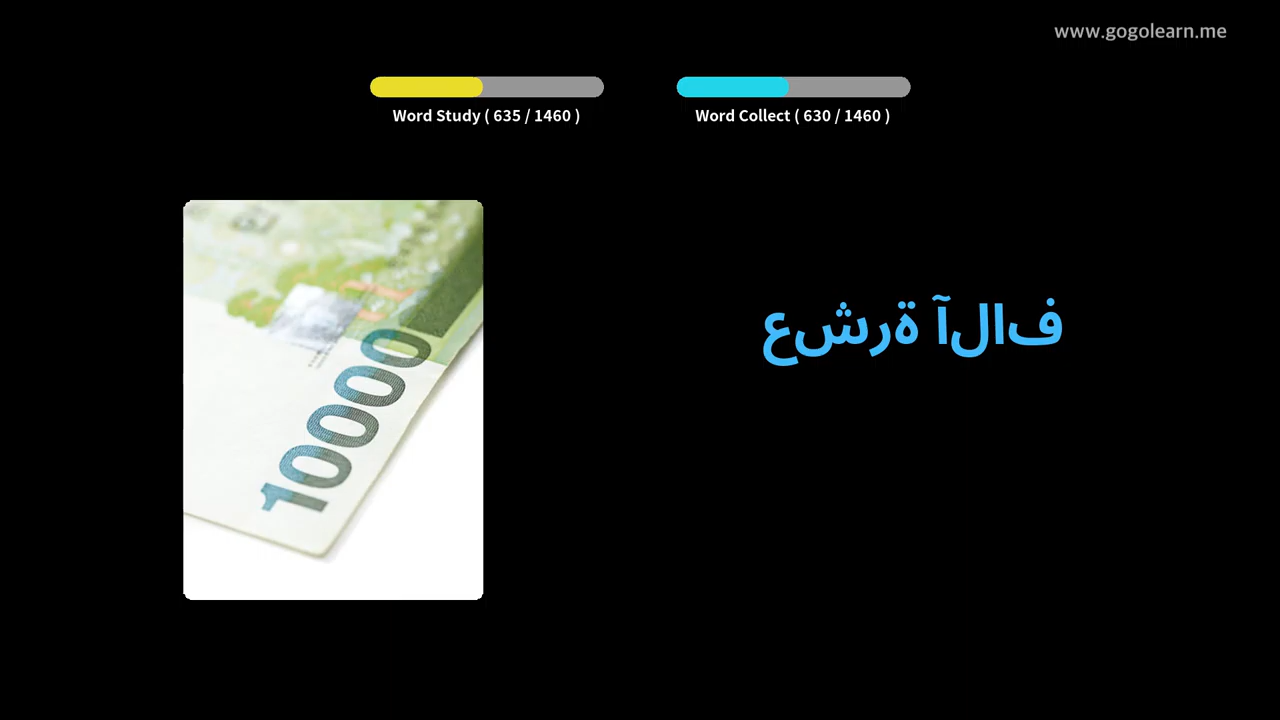 www.gogolearn.me
Word Study ( 635 / 1460 )
Word Collect ( 630 / 1460 )
عشرة آلاف
10000